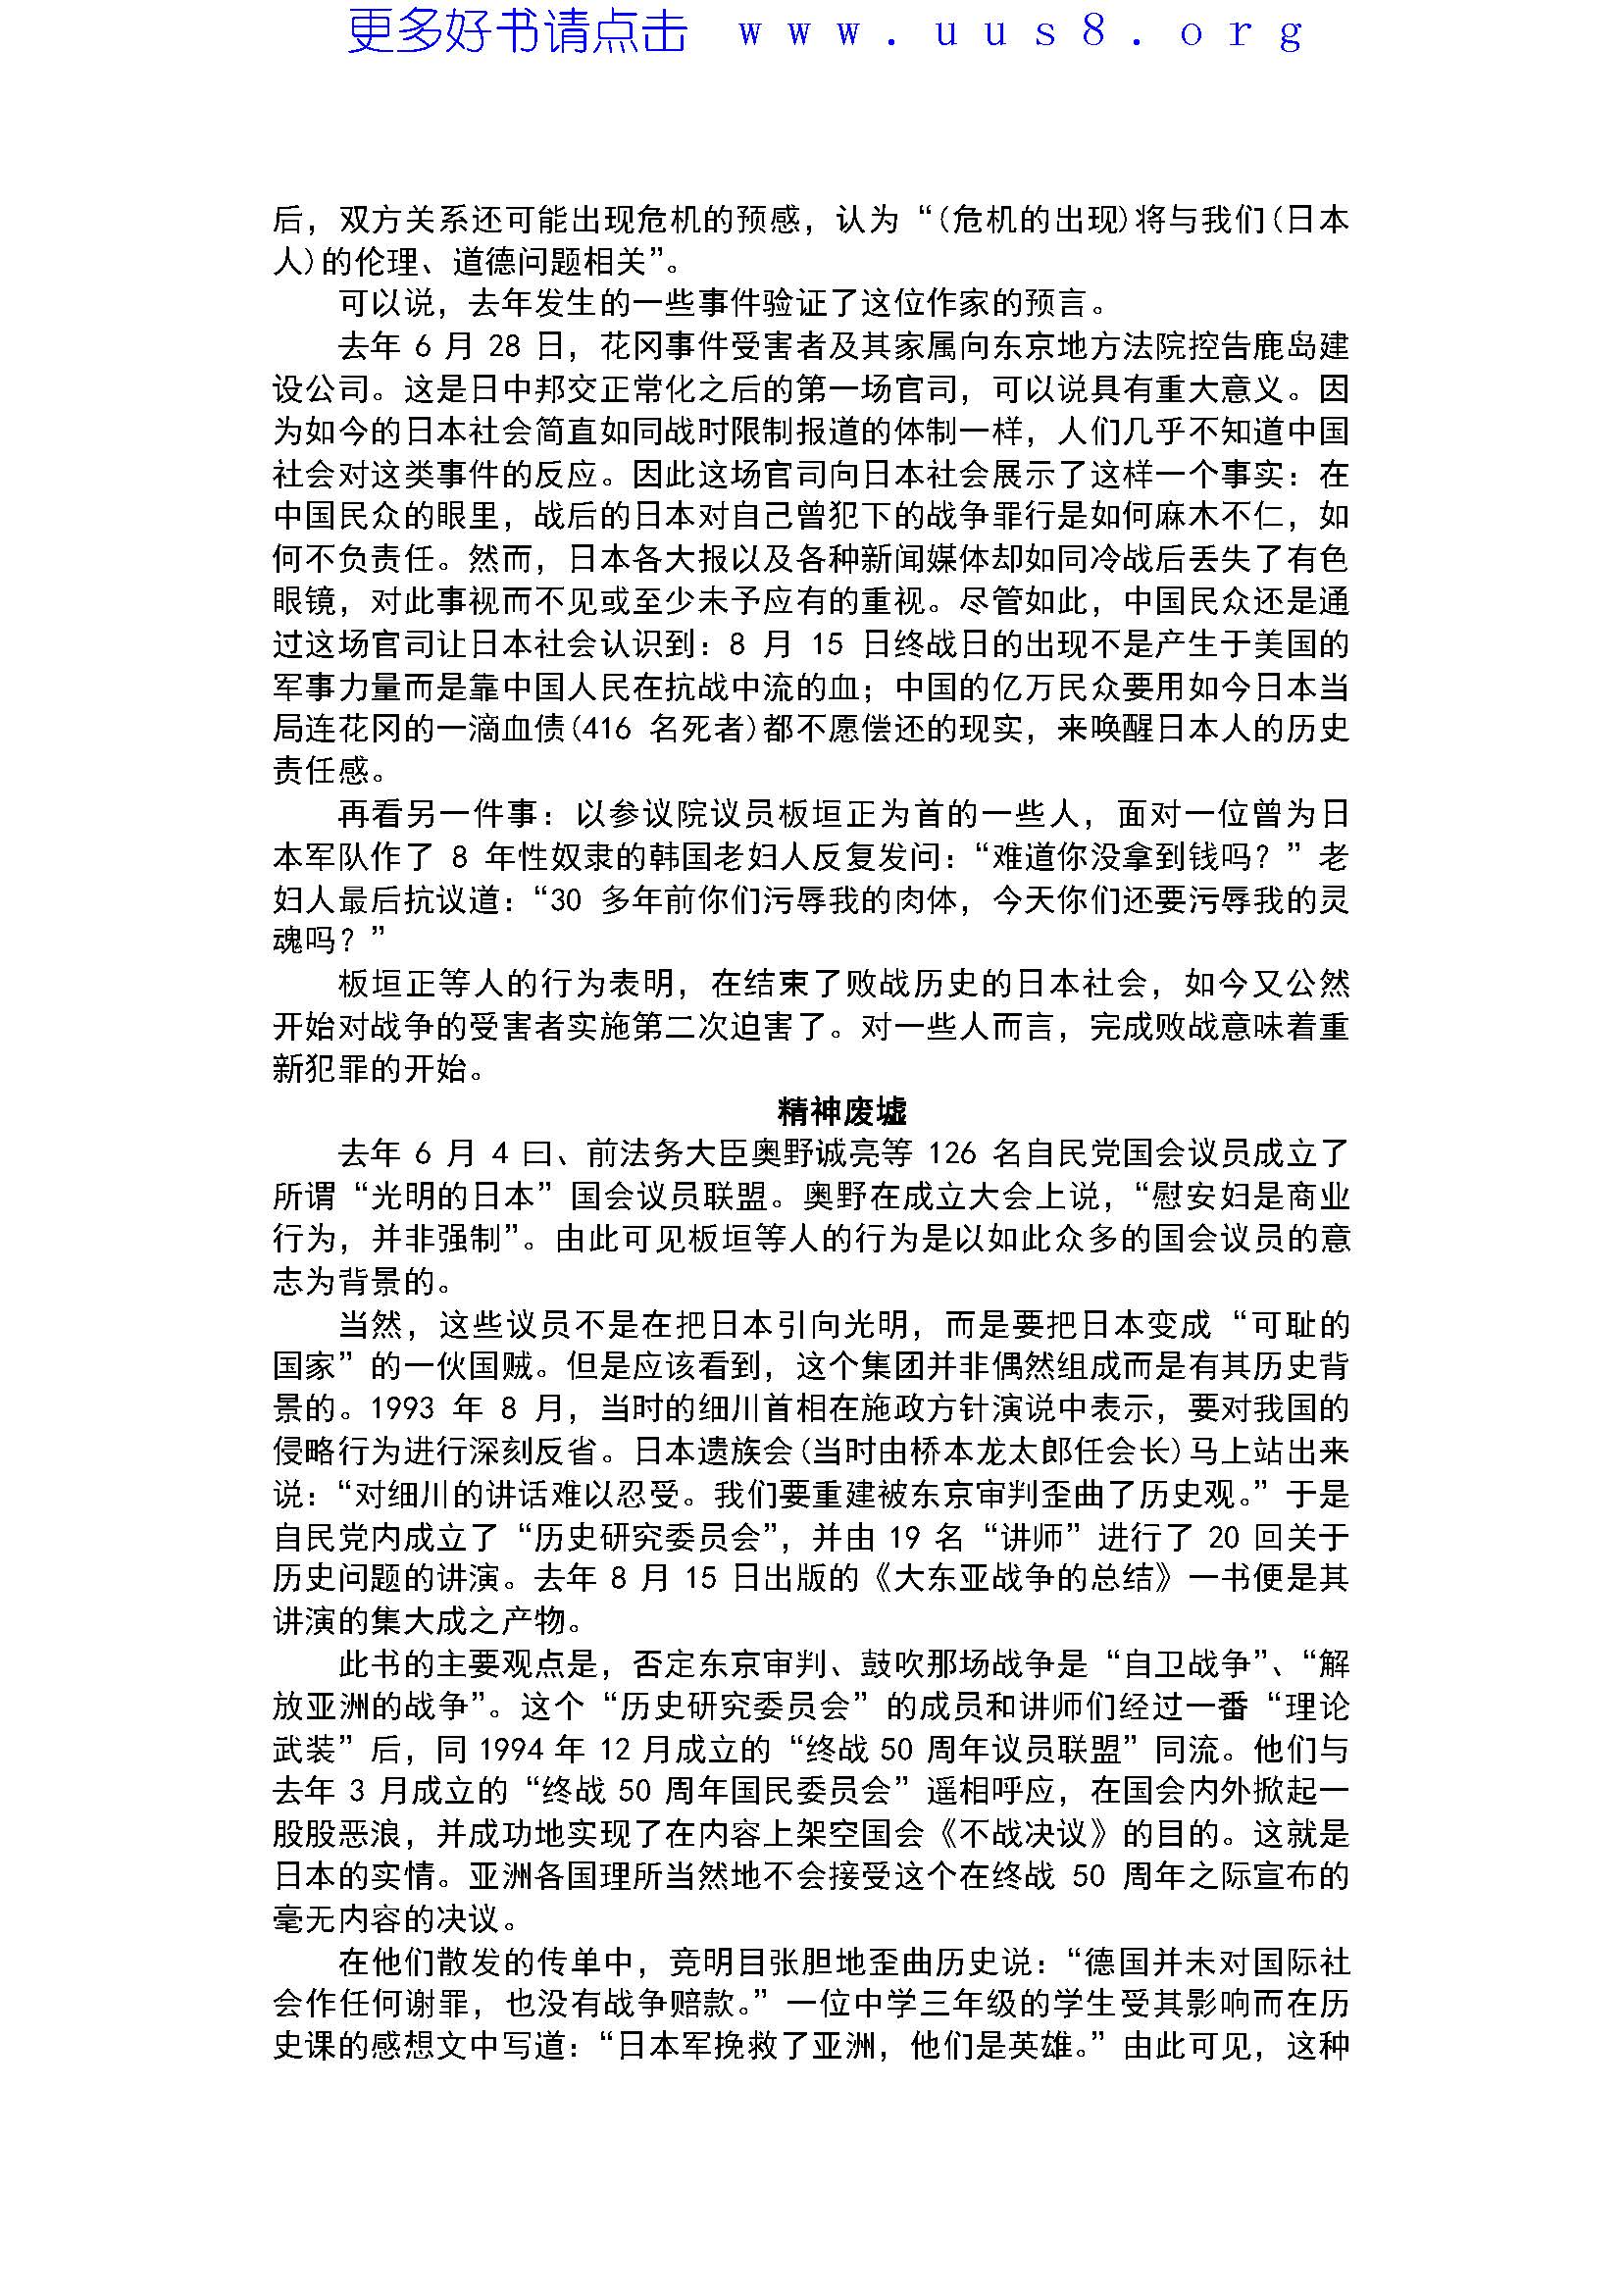 更多好书请点击 www.uus8.org
后，双方关系还可能出现危机的预感，认为“(危机的出现)将与我们(日本
人)的伦理、道德问题相关”。
可以说，去年发生的一些事件验证了这位作家的预言。
去年 6 月 28 日，花冈事件受害者及其家属向东京地方法院控告鹿岛建
设公司。这是日中邦交正常化之后的第一场官司，可以说具有重大意义。因
为如今的日本社会简直如同战时限制报道的体制一样，人们几乎不知道中国
社会对这类事件的反应。因此这场官司向日本社会展示了这样一个事实：在
中国民众的眼里，战后的日本对自己曾犯下的战争罪行是如何麻木不仁，如
何不负责任。然而，日本各大报以及各种新闻媒体却如同冷战后丢失了有色
眼镜，对此事视而不见或至少未予应有的重视。尽管如此，中国民众还是通
过这场官司让日本社会认识到：8 月 15 日终战日的出现不是产生于美国的
军事力量而是靠中国人民在抗战中流的血；中国的亿万民众要用如今日本当
局连花冈的一滴血债(416 名死者)都不愿偿还的现实，来唤醒日本人的历史
责任感。
再看另一件事：以参议院议员板垣正为首的一些人，面对一位曾为日
本军队作了 8 年性奴隶的韩国老妇人反复发问：“难道你没拿到钱吗？”老
妇人最后抗议道：“30 多年前你们污辱我的肉体，今天你们还要污辱我的灵
魂吗？”
板垣正等人的行为表明，在结束了败战历史的日本社会，如今又公然
开始对战争的受害者实施第二次迫害了。对一些人而言，完成败战意味着重
新犯罪的开始。
精神废墟
去年 6 月 4 曰、前法务大臣奥野诚亮等 126 名自民党国会议员成立了
所谓“光明的日本”国会议员联盟。奥野在成立大会上说，“慰安妇是商业
行为，并非强制”。由此可见板垣等人的行为是以如此众多的国会议员的意
志为背景的。
当然，这些议员不是在把日本引向光明，而是要把日本变成“可耻的
国家”的一伙国贼。但是应该看到，这个集团并非偶然组成而是有其历史背
景的。1993 年 8 月，当时的细川首相在施政方针演说中表示，要对我国的
侵略行为进行深刻反省。日本遗族会(当时由桥本龙太郎任会长)马上站出来
说：“对细川的讲话难以忍受。我们要重建被东京审判歪曲了历史观。”于是
自民党内成立了“历史研究委员会”，并由 19 名“讲师”进行了 20 回关于
历史问题的讲演。去年 8 月 15 日出版的《大东亚战争的总结》一书便是其
讲演的集大成之产物。
此书的主要观点是，否定东京审判、鼓吹那场战争是“自卫战争”、“解
放亚洲的战争”。这个“历史研究委员会”的成员和讲师们经过一番“理论
武装”后，同 1994 年 12 月成立的“终战 50 周年议员联盟”同流。他们与
去年 3 月成立的“终战 50 周年国民委员会”遥相呼应，在国会内外掀起一
股股恶浪，并成功地实现了在内容上架空国会《不战决议》的目的。这就是
日本的实情。亚洲各国理所当然地不会接受这个在终战 50 周年之际宣布的
毫无内容的决议。
在他们散发的传单中，竞明目张胆地歪曲历史说：“德国并未对国际社
会作任何谢罪，也没有战争赔款。”一位中学三年级的学生受其影响而在历
史课的感想文中写道：“日本军挽救了亚洲，他们是英雄。”由此可见，这种